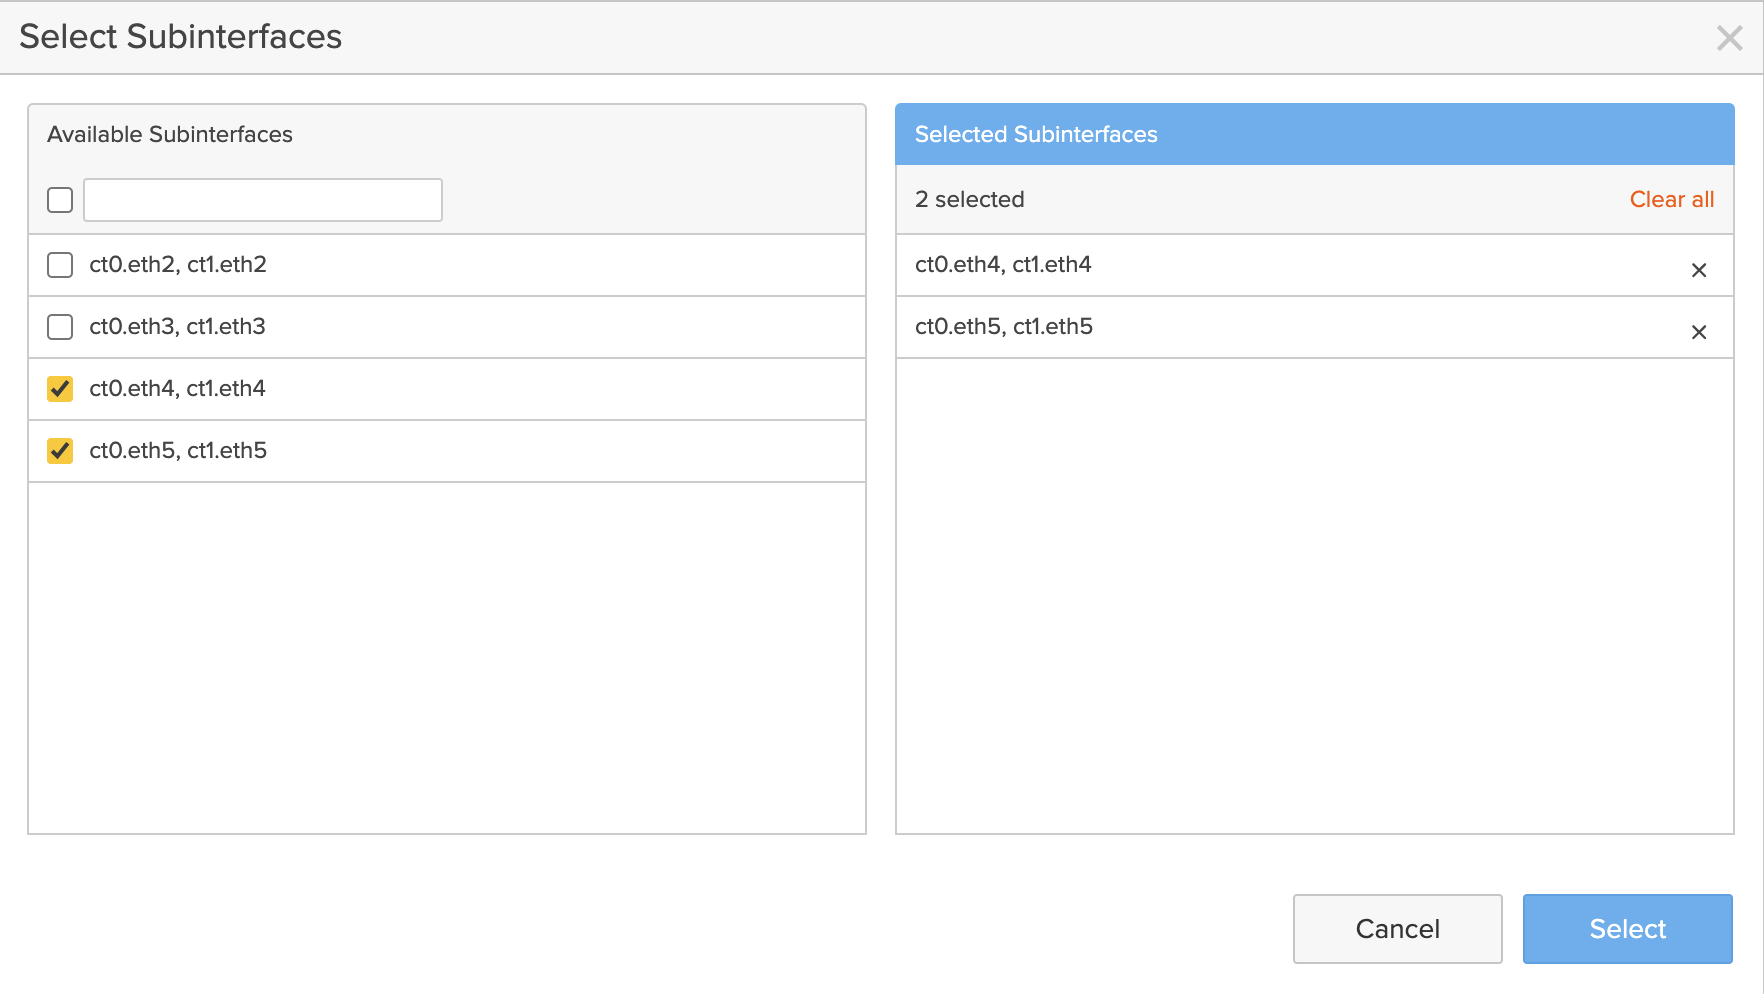 Select Subinterfaces
Available Subinterfaces
ct0.eth2, ct1.eth2
ct0.eth3, ct1.eth3
ct0.eth4, ct1.eth4
ct0.eth5, ct1.eth5
Selected Subinterfaces
2 selected
Clear all
ct0.eth4, ct1.eth4
ct0.eth5, ct1.eth5
Cancel
Select